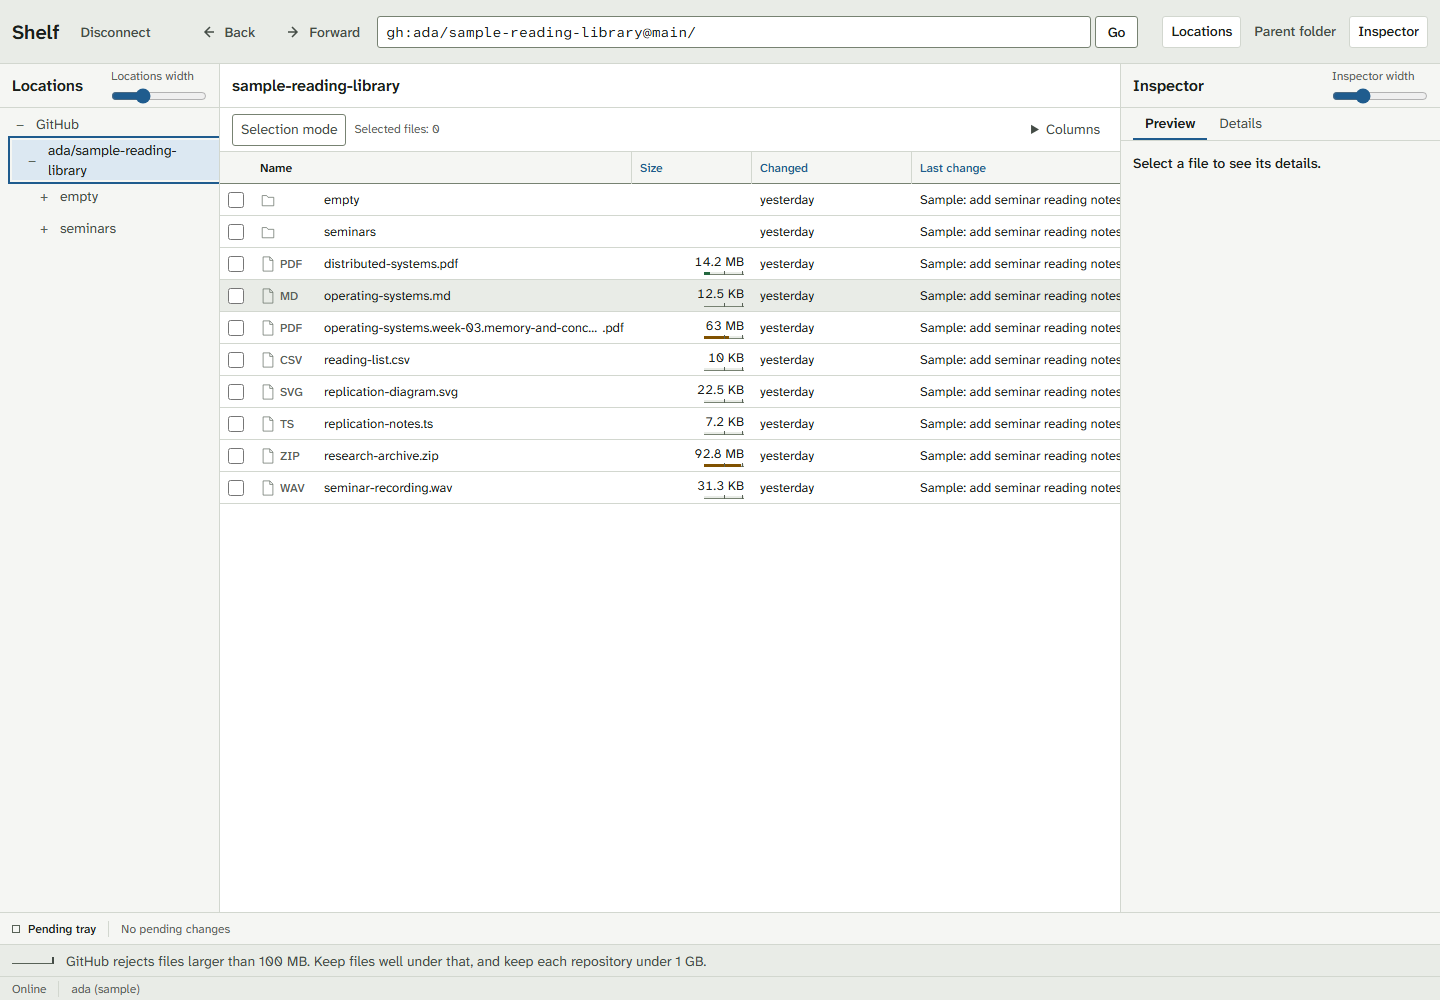 Shelf Disconnect Back Forward gh:ada/sample-reading-library@main/ Go Locations Parent folder Inspector
Locations Locations width
− GitHub
− ada/sample-reading-
library
+ empty
+ seminars
sample-reading-library
Selection mode Selected files: 0 Columns
Name Size Changed Last change
empty yesterday Sample: add seminar reading notes
seminars yesterday Sample: add seminar reading notes
PDF distributed-systems.pdf 14.2 MB yesterday Sample: add seminar reading notes
MD operating-systems.md 12.5 KB yesterday Sample: add seminar reading notes
PDF operating-systems.week-03.memory-and-conc... .pdf 63 MB yesterday Sample: add seminar reading notes
CSV reading-list.csv 10 KB yesterday Sample: add seminar reading notes
SVG replication-diagram.svg 22.5 KB yesterday Sample: add seminar reading notes
TS replication-notes.ts 7.2 KB yesterday Sample: add seminar reading notes
ZIP research-archive.zip 92.8 MB yesterday Sample: add seminar reading notes
WAV seminar-recording.wav 31.3 KB yesterday Sample: add seminar reading notes
Inspector Inspector width
Preview Details
Select a file to see its details.
Pending tray No pending changes
GitHub rejects files larger than 100 MB. Keep files well under that, and keep each repository under 1 GB.
Online ada (sample)